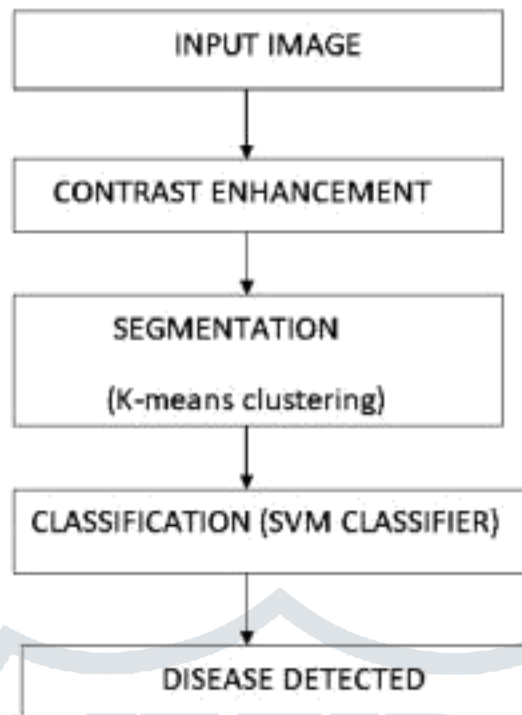 INPUT IMAGE
CONTRAST ENHANCEMENT
SEGMENTATION
(K-means clustering)
CLASSIFICATION (SVM CLASSIFIER)
DISEASE DETECTED